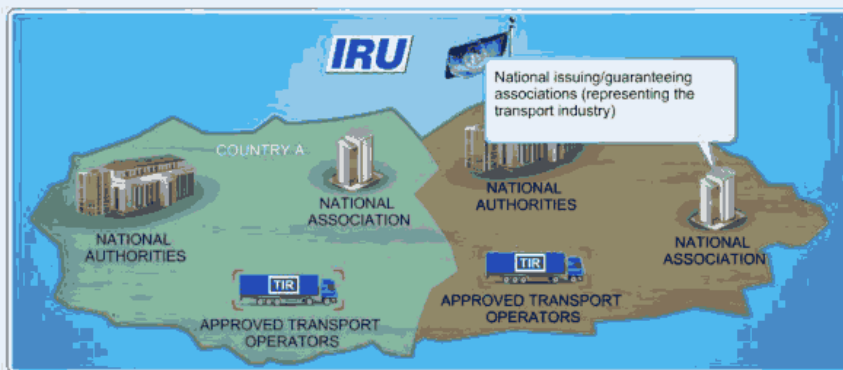 IRU
National issuing/guaranteeing
associations (representing the
transport industry)
COUNTRY A
NATIONAL
ASSOCIATION
NATIONAL
AUTHORITIES
NATIONAL
AUTHORITIES
NATIONAL
ASSOCIATION
TIR
APPROVED TRANSPORT
OPERATORS
TIR
APPROVED TRANSPORT
OPERATORS